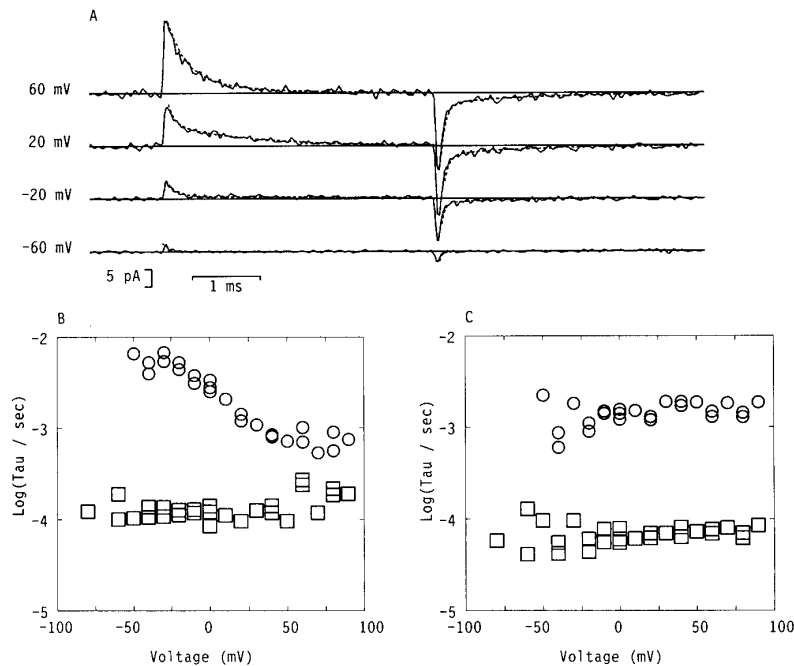 A
60 mV
20 mV
-20 mV
-60 mV
5 pA
1 ms
B
-2
-3
-4
-5
Log(Tau / sec)
-100
-50
0
50
100
Voltage (mV)
C
-2
-3
-4
-5
Log(Tau / sec)
-100
-50
0
50
100
Voltage (mV)